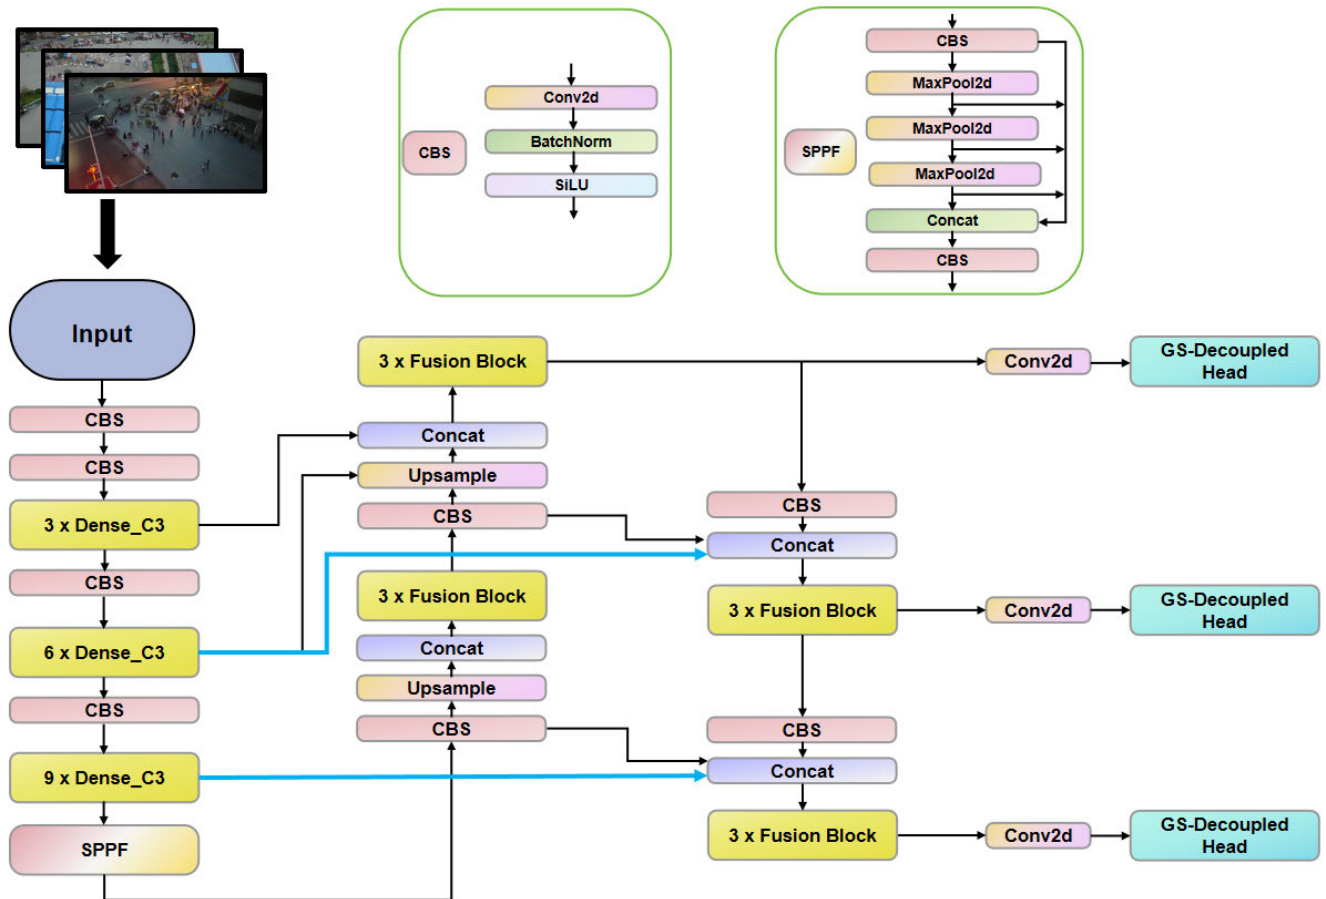 CBS
Conv2d
BatchNorm
SiLU
SPPF
CBS
MaxPool2d
MaxPool2d
MaxPool2d
Concat
CBS
Input
CBS
CBS
3 x Dense_C3
CBS
6 x Dense_C3
CBS
9 x Dense_C3
SPPF
3 x Fusion Block
Concat
Upsample
CBS
3 x Fusion Block
Concat
Upsample
CBS
CBS
Concat
3 x Fusion Block
CBS
Concat
3 x Fusion Block
Conv2d
GS-Decoupled
Head
Conv2d
GS-Decoupled
Head
Conv2d
GS-Decoupled
Head